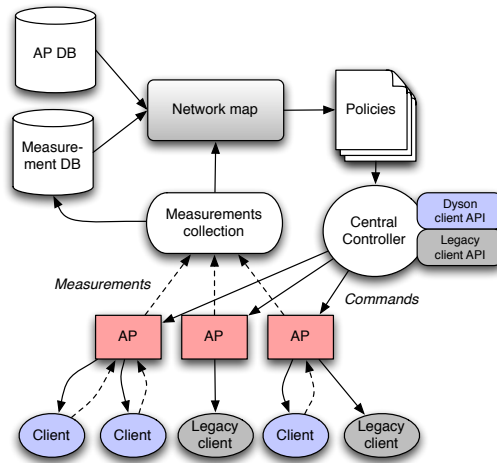 AP DB
Network map
Policies
Measure-
ment DB
Measurements
collection
Central
Controller
Dyson
client API
Legacy
client API
Measurements
Commands
AP
AP
AP
Client
Client
Legacy
client
Client
Legacy
client